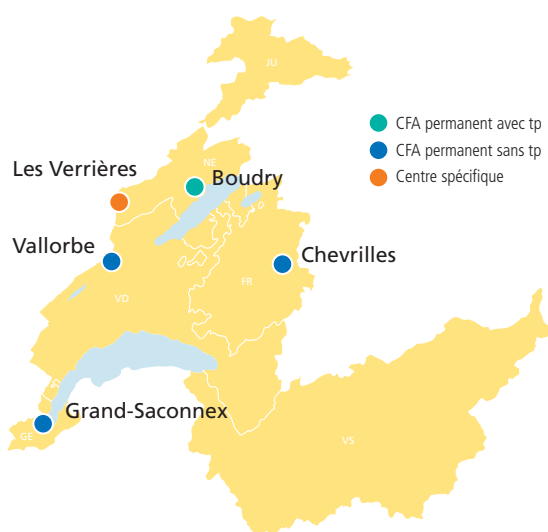 JU
CFA permanent avec tp
CFA permanent sans tp
Centre spécifique
NE
Les Verrières
Boudry
Vallorbe
Chevrilles
FR
VD
Grand-Saconnex
GE
VS